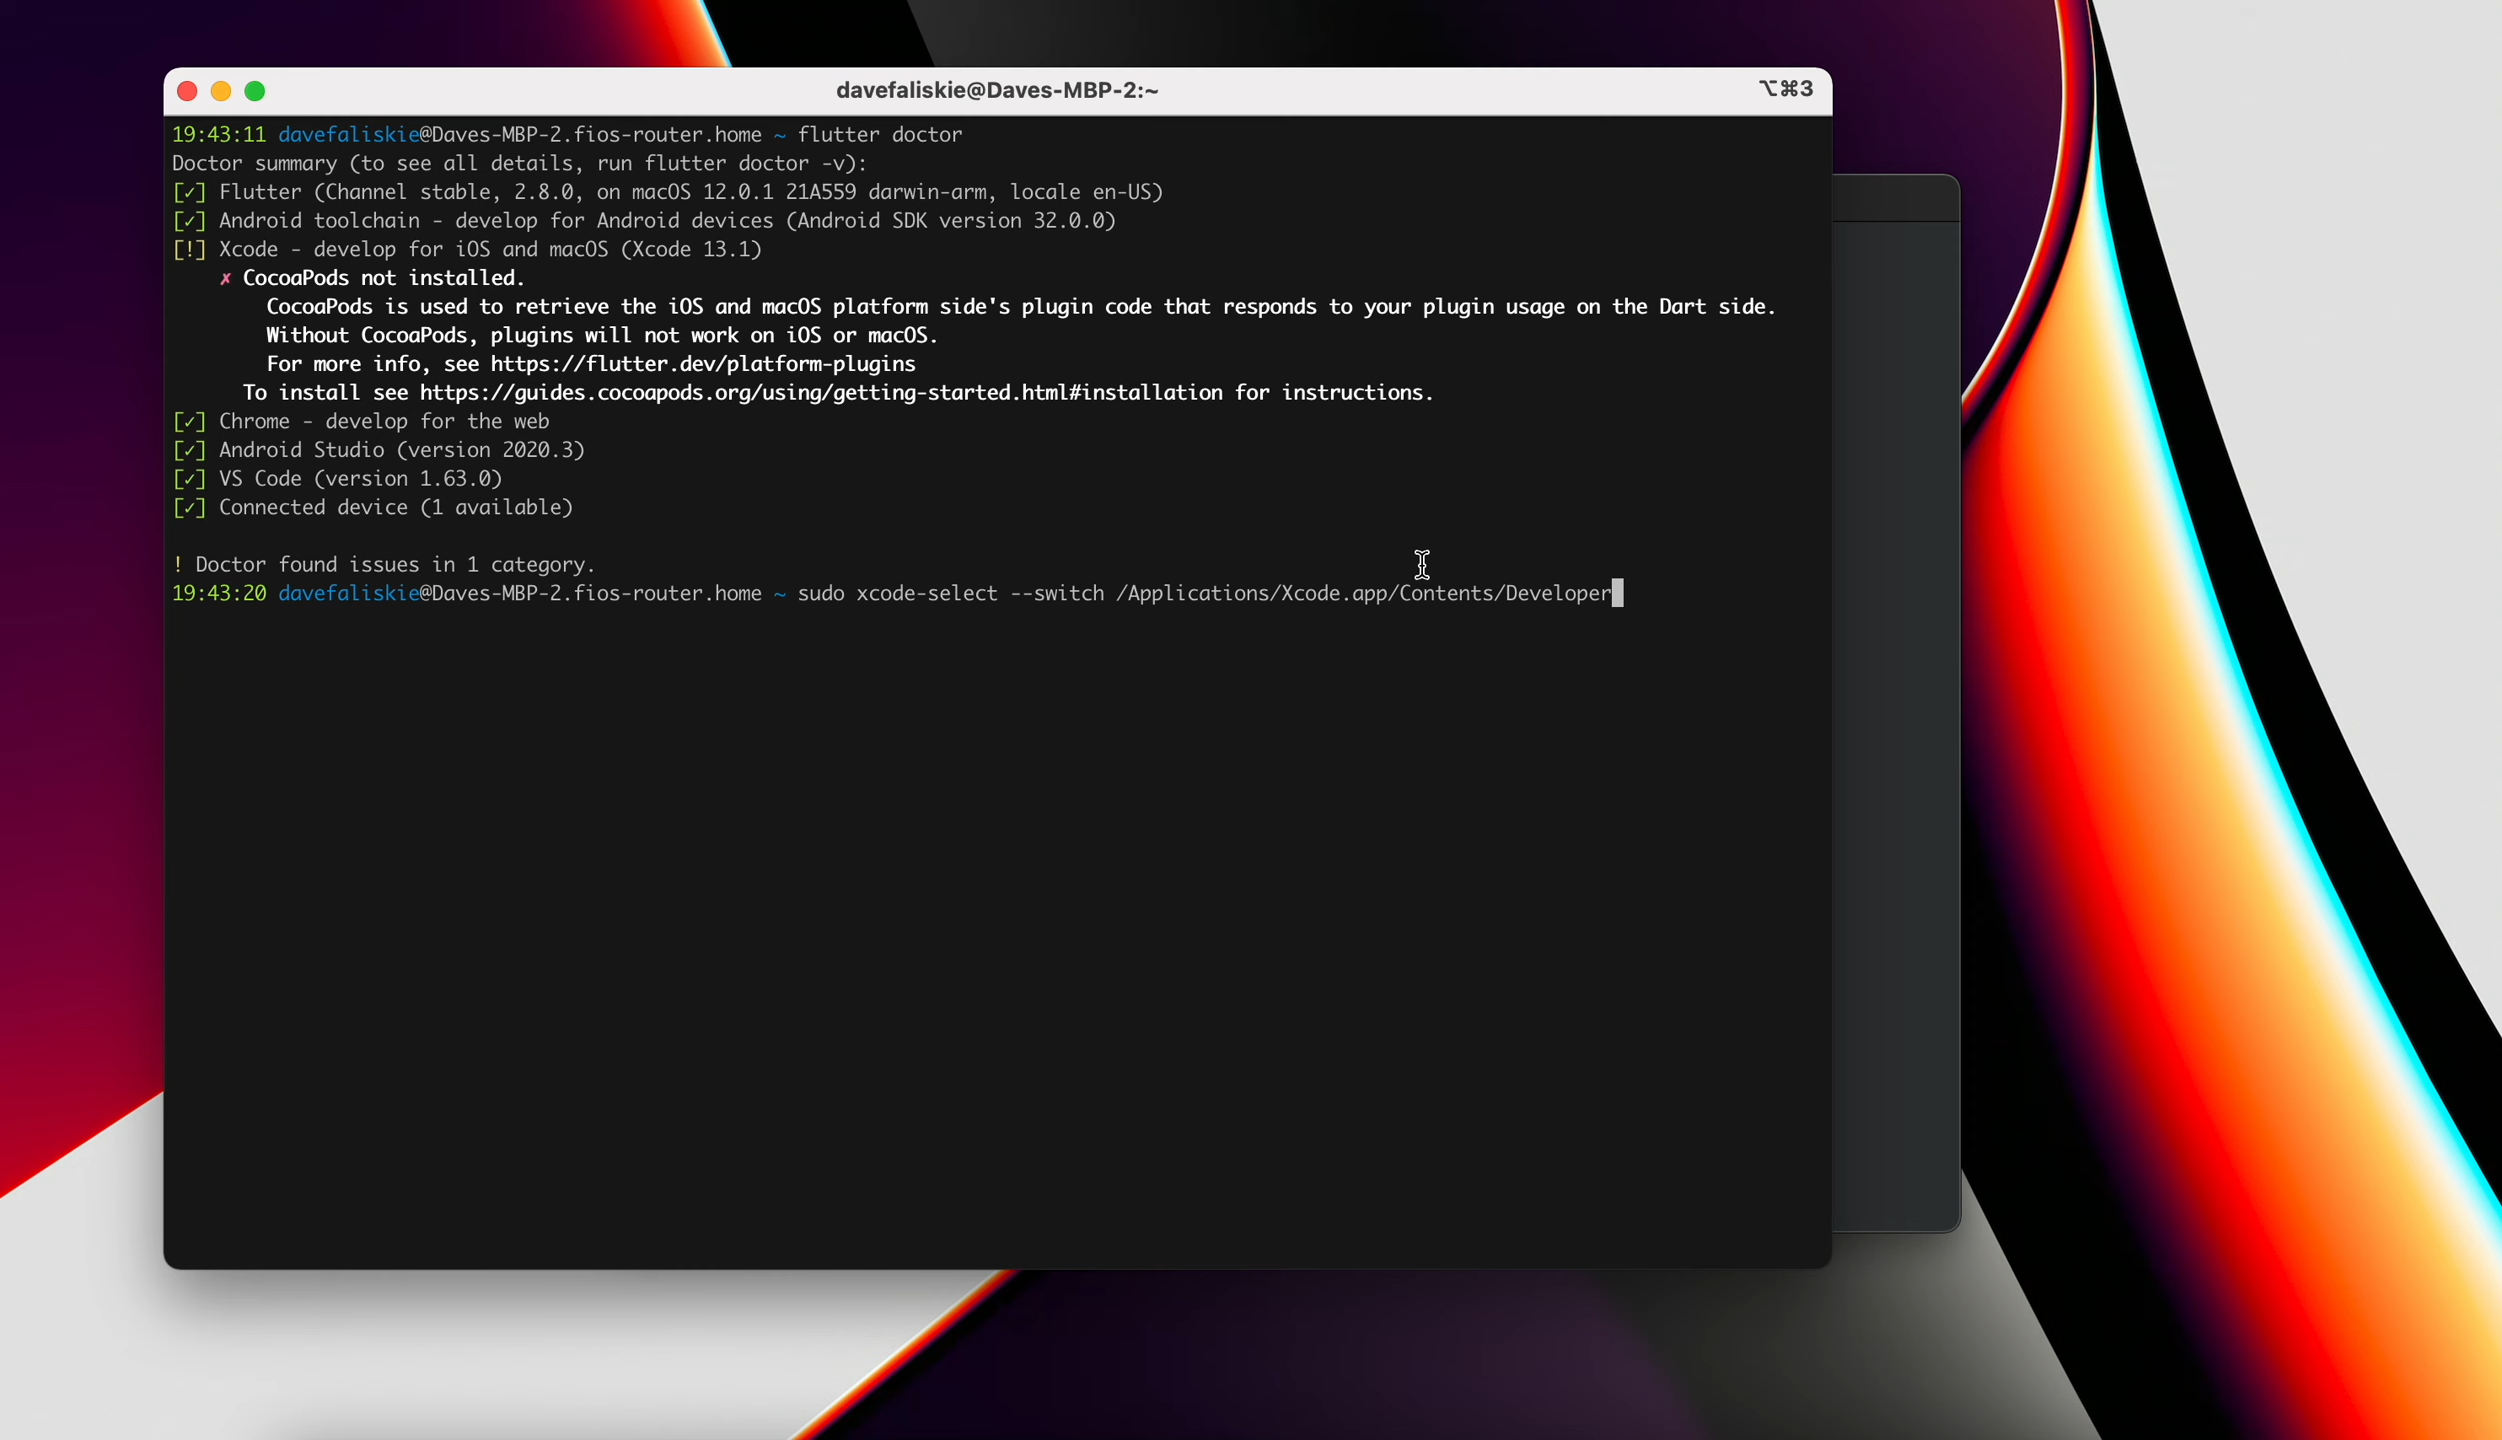 davefaliskie@Daves-MBP-2:~
⌥⌘3
19:43:11 davefaliskie@Daves-MBP-2.fios-router.home ~ flutter doctor
Doctor summary (to see all details, run flutter doctor -v):
[✓] Flutter (Channel stable, 2.8.0, on macOS 12.0.1 21A559 darwin-arm, locale en-US)
[✓] Android toolchain - develop for Android devices (Android SDK version 32.0.0)
[!] Xcode - develop for iOS and macOS (Xcode 13.1)
✗ CocoaPods not installed.
CocoaPods is used to retrieve the iOS and macOS platform side's plugin code that responds to your plugin usage on the Dart side.
Without CocoaPods, plugins will not work on iOS or macOS.
For more info, see https://flutter.dev/platform-plugins
To install see https://guides.cocoapods.org/using/getting-started.html#installation for instructions.
[✓] Chrome - develop for the web
[✓] Android Studio (version 2020.3)
[✓] VS Code (version 1.63.0)
[✓] Connected device (1 available)
! Doctor found issues in 1 category.
19:43:20 davefaliskie@Daves-MBP-2.fios-router.home ~ sudo xcode-select --switch /Applications/Xcode.app/Contents/Developer